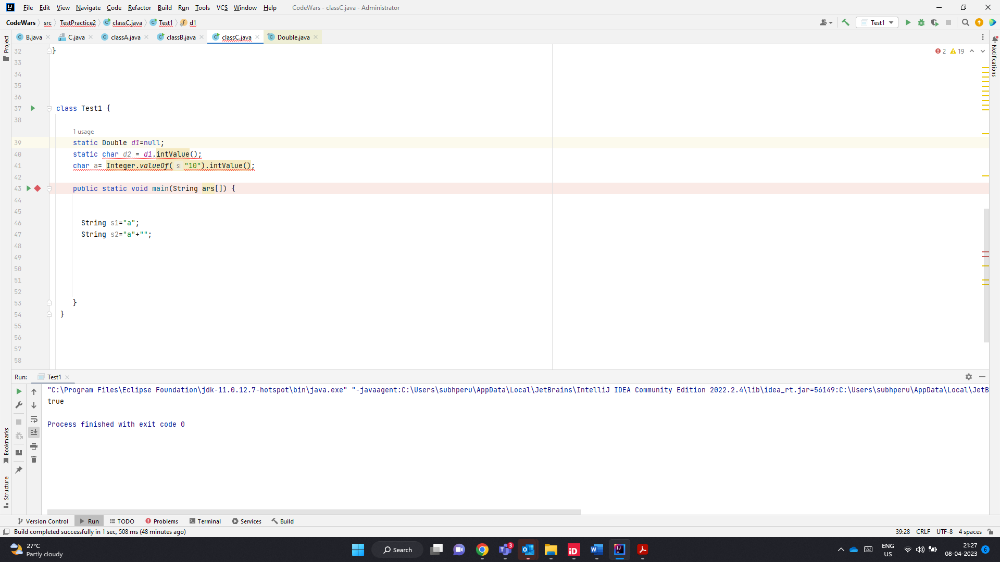 File Edit View Navigate Code Refactor Build Run Tools VCS Window Help CodeWars - classC.java - Administrator
CodeWars src TestPractice2 classC.java Test1 d1 Test1
B.java C.java classA.java classB.java classC.java Double.java
Project
Notifications
2 19
32 }
33
34
35
36
37 class Test1 {
38
1 usage
39 static Double d1=null;
40 static char d2 = d1.intValue();
41 char a= Integer.valueOf( s: "10").intValue();
42
43 public static void main(String ars[]) {
44
45
46 String s1="a";
47 String s2="a"+"";
48
49
50
51
52
53 }
54 }
55
56
57
58
Run: Test1
"C:\Program Files\Eclipse Foundation\jdk-11.0.12.7-hotspot\bin\java.exe" "-javaagent:C:\Users\subhperu\AppData\Local\JetBrains\IntelliJ IDEA Community Edition 2022.2.4\lib\idea_rt.jar=56149:C:\Users\subhperu\AppData\Local\JetB
true
Process finished with exit code 0
Bookmarks
Structure
Version Control Run TODO Problems Terminal Services Build
Build completed successfully in 1 sec, 508 ms (48 minutes ago) 39:28 CRLF UTF-8 4 spaces
27°C
Partly cloudy
Search
3
ENG
US
21:27
08-04-2023
6